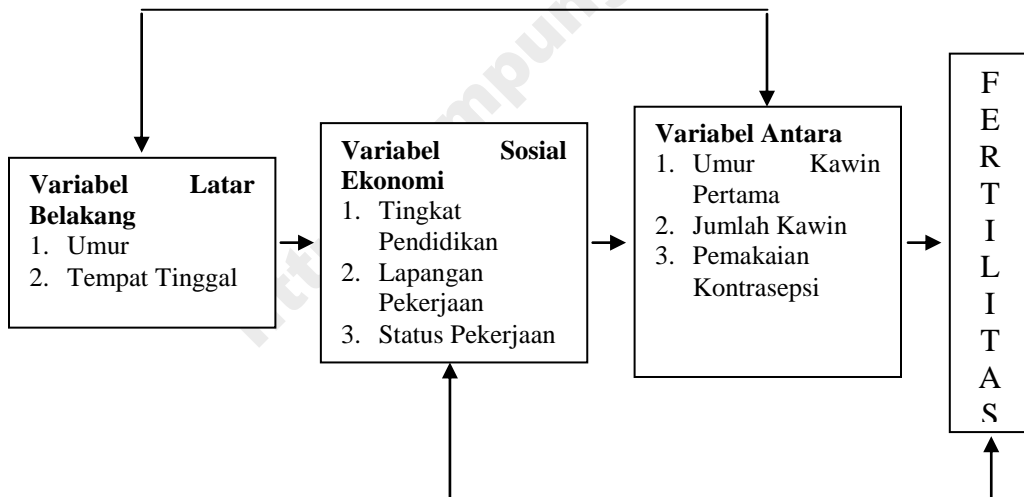 Variabel Latar
Belakang
1. Umur
2. Tempat Tinggal
Variabel Sosial
Ekonomi
1. Tingkat
Pendidikan
2. Lapangan
Pekerjaan
3. Status Pekerjaan
Variabel Antara
1. Umur Kawin
Pertama
2. Jumlah Kawin
3. Pemakaian
Kontrasepsi
F
E
R
T
I
L
I
T
A
S